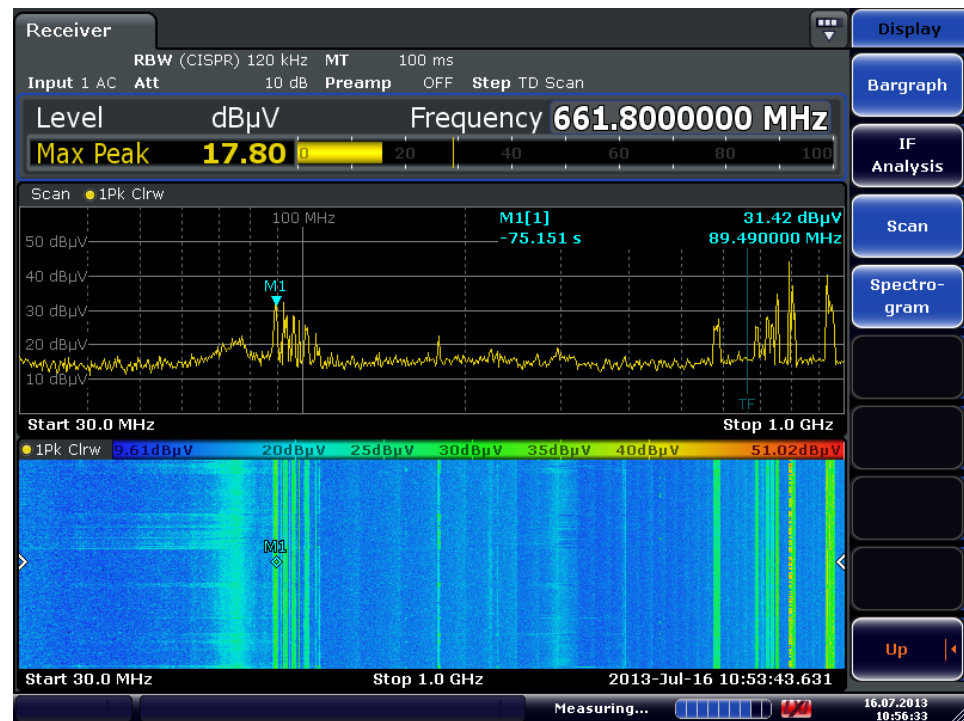 Receiver
Display
RBW (CISPR) 120 kHz MT 100 ms
Input 1 AC Att 10 dB Preamp OFF Step TD Scan
Bargraph
Level dBµV Frequency 661.8000000 MHz
Max Peak 17.80 0 20 40 60 80 100
IF
Analysis
Scan 1Pk Clrw
100 MHz M1[1] 31.42 dBµV
-75.151 s 89.490000 MHz
Scan
50 dBµV
40 dBµV
M1
Spectro-
gram
30 dBµV
20 dBµV
10 dBµV
TF
Start 30.0 MHz Stop 1.0 GHz
1Pk Clrw 9.61dBµV 20dBµV 25dBµV 30dBµV 35dBµV 40dBµV 51.02dBµV
M1
Up
Start 30.0 MHz Stop 1.0 GHz 2013-Jul-16 10:53:43.631
Measuring... LXI 16.07.2013
10:56:33